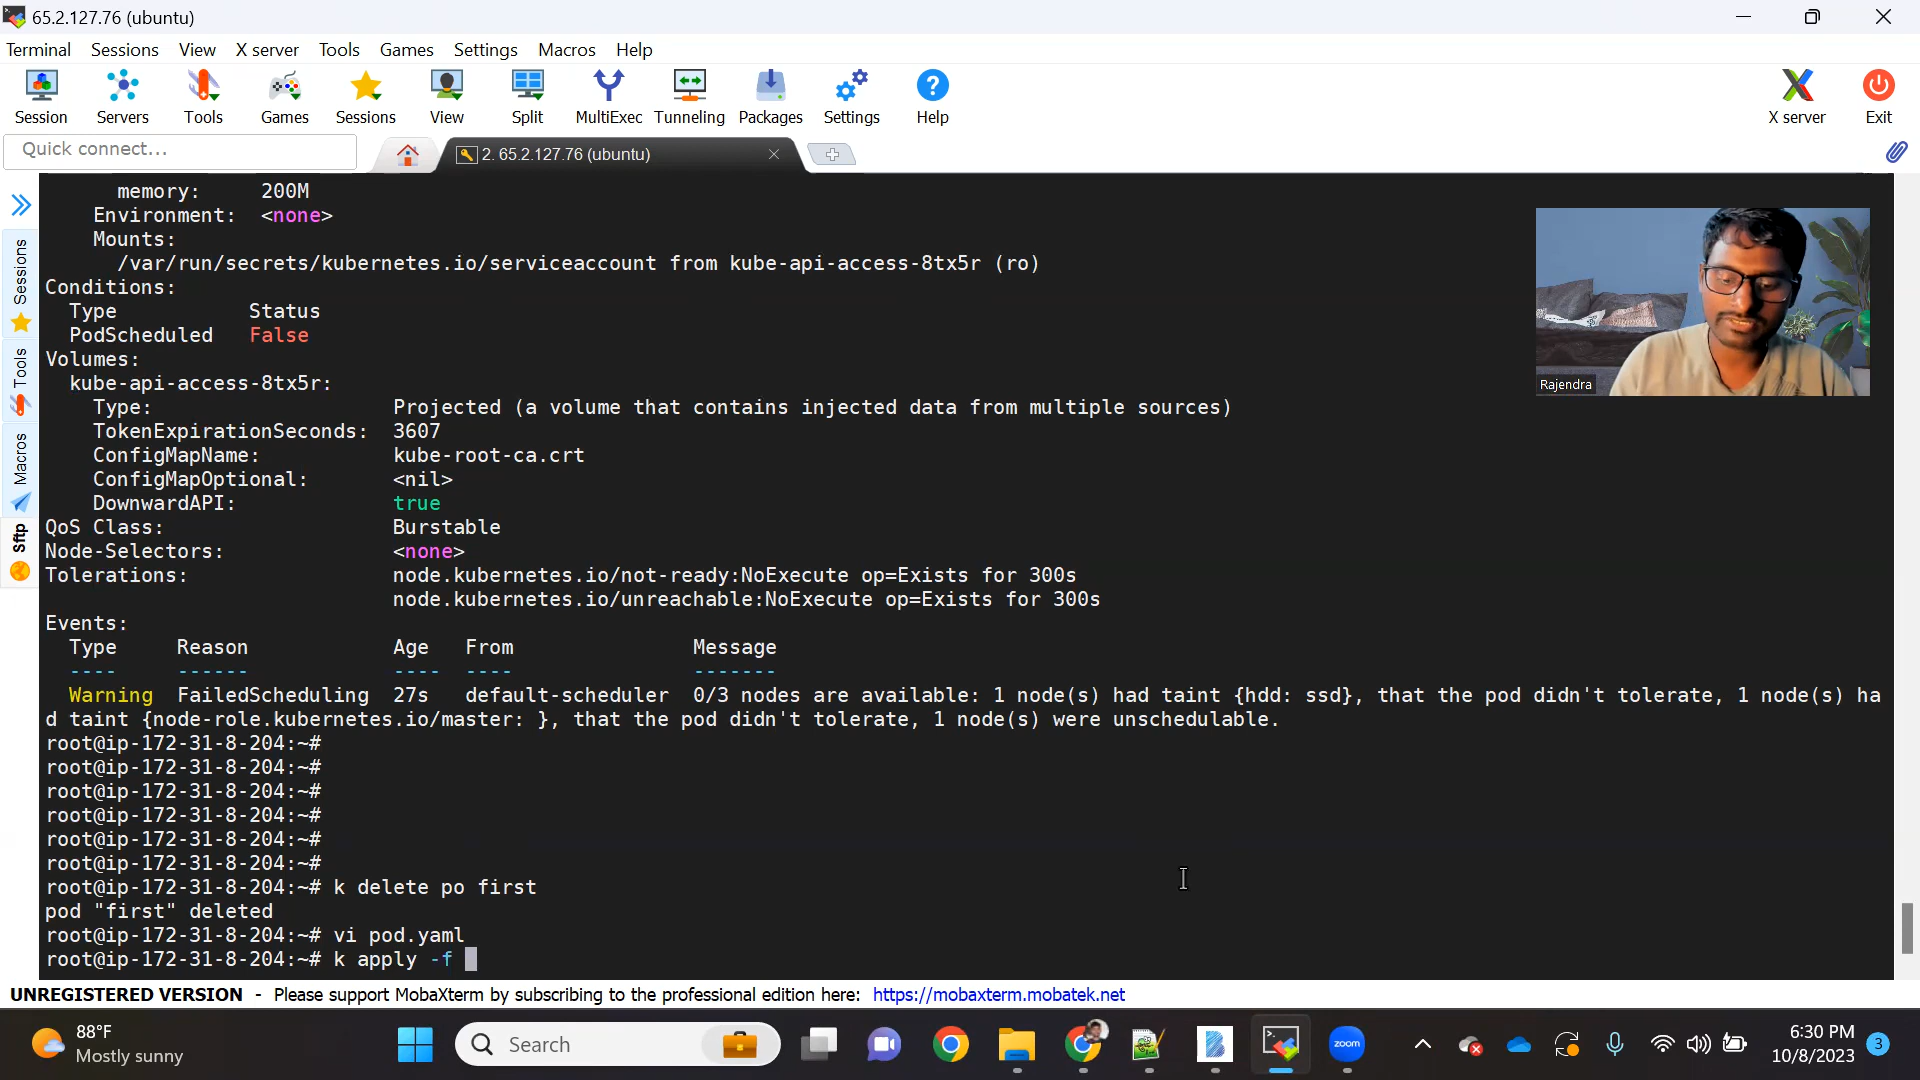 65.2.127.76 (ubuntu)
Terminal Sessions View X server Tools Games Settings Macros Help
Session Servers Tools Games Sessions View Split MultiExec Tunneling Packages Settings Help X server Exit
Quick connect...
2. 65.2.127.76 (ubuntu)
Sessions
Tools
Macros
Sftp
memory: 200M
Environment: <none>
Mounts:
/var/run/secrets/kubernetes.io/serviceaccount from kube-api-access-8tx5r (ro)
Conditions:
Type Status
PodScheduled False
Volumes:
kube-api-access-8tx5r:
Type: Projected (a volume that contains injected data from multiple sources)
TokenExpirationSeconds: 3607
ConfigMapName: kube-root-ca.crt
ConfigMapOptional: <nil>
DownwardAPI: true
QoS Class: Burstable
Node-Selectors: <none>
Tolerations: node.kubernetes.io/not-ready:NoExecute op=Exists for 300s
node.kubernetes.io/unreachable:NoExecute op=Exists for 300s
Events:
Type Reason Age From Message
---- ------ ---- ---- -------
Warning FailedScheduling 27s default-scheduler 0/3 nodes are available: 1 node(s) had taint {hdd: ssd}, that the pod didn't tolerate, 1 node(s) ha
d taint {node-role.kubernetes.io/master: }, that the pod didn't tolerate, 1 node(s) were unschedulable.
root@ip-172-31-8-204:~#
root@ip-172-31-8-204:~#
root@ip-172-31-8-204:~#
root@ip-172-31-8-204:~#
root@ip-172-31-8-204:~#
root@ip-172-31-8-204:~#
root@ip-172-31-8-204:~# k delete po first
pod "first" deleted
root@ip-172-31-8-204:~# vi pod.yaml
root@ip-172-31-8-204:~# k apply -f
Rajendra
UNREGISTERED VERSION - Please support MobaXterm by subscribing to the professional edition here: https://mobaxterm.mobatek.net
88°F
Mostly sunny
Search
zoom
6:30 PM
10/8/2023
3